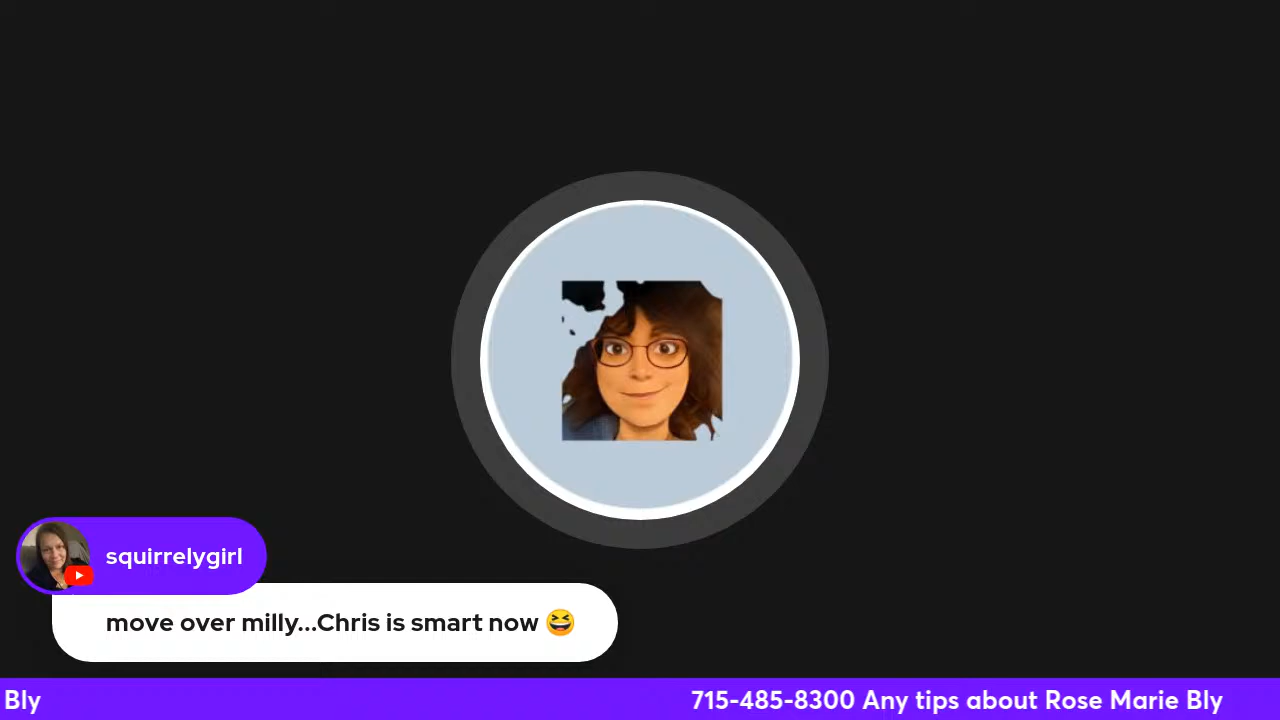 squirrelygirl
move over milly...Chris is smart now 😆
Bly
715-485-8300 Any tips about Rose Marie Bly